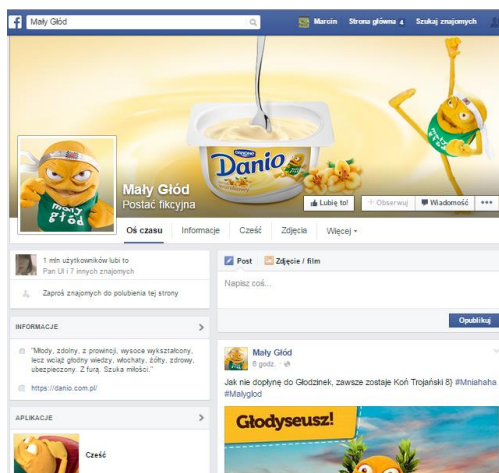 Mały Głód
Marcin Strona główna 4 Szukaj znajomych
DANONE
Danio
mały głód
Mały Głód
Postać fikcyjna
Lubię to! + Obserwuj Wiadomość •••
Oś czasu Informacje Cześć Zdjęcia Więcej
1 mln użytkowników lubi to
Pan Ul i 7 innych znajomych
Zaproś znajomych do polubienia tej strony
INFORMACJE
"Młody, zdolny, z prowincji, wysoce wykształcony,
lecz wciąż głodny wiedzy, włochaty, żółty, zdrowy,
ubezpieczony. Z furą. Szuka miłości."
https://danio.com.pl/
APLIKACJE
Cześć
Post Zdjęcie / film
Napisz coś...
Opublikuj
Mały Głód
6 godz.
Jak nie dopłynę do Głodzinek, zawsze zostaje Koń Trojański 8} #Mniahaha
#Malyglod
Głodyseusz!